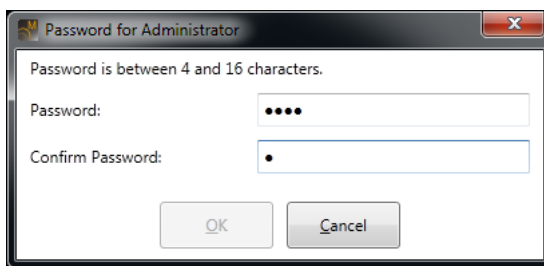 Password for Administrator
Password is between 4 and 16 characters.
Password: ••••
Confirm Password: •
OK Cancel